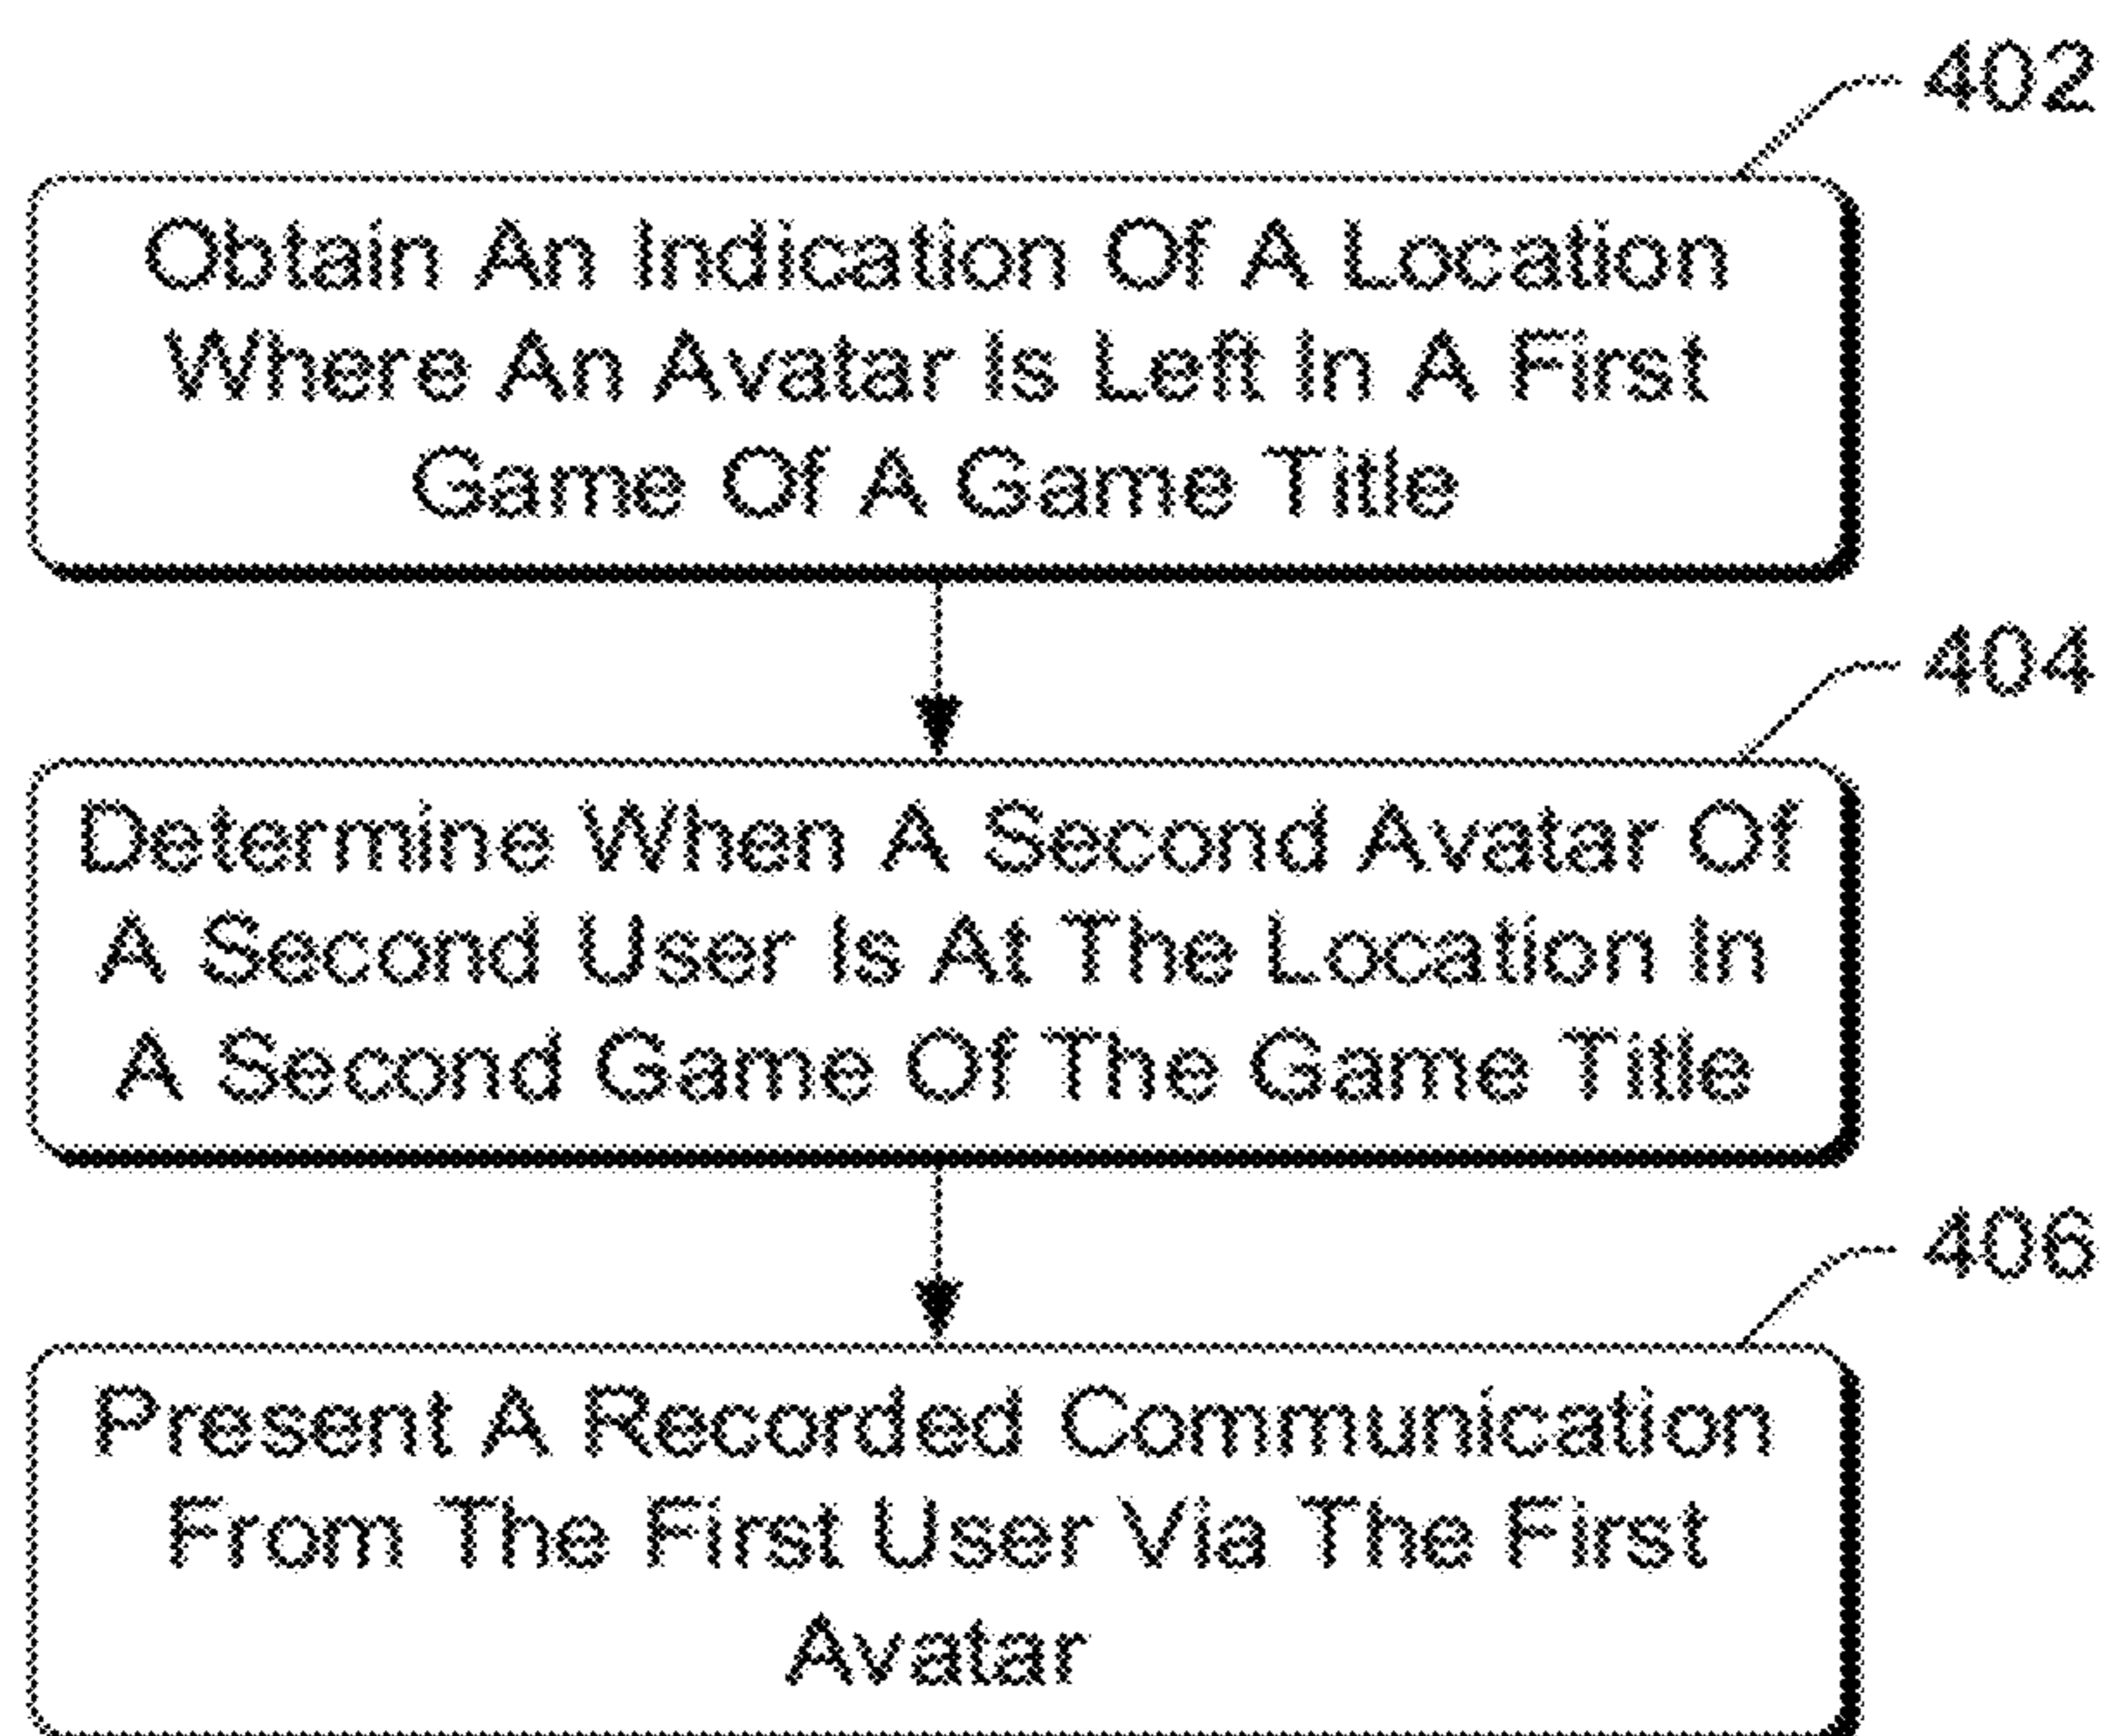 402
Obtain An Indication Of A Location
Where An Avatar Is Left In A First
Game Of A Game Title
404
Determine When A Second Avatar Of
A Second User Is At The Location In
A Second Game Of The Game Title
406
Present A Recorded Communication
From The First User Via The First
Avatar